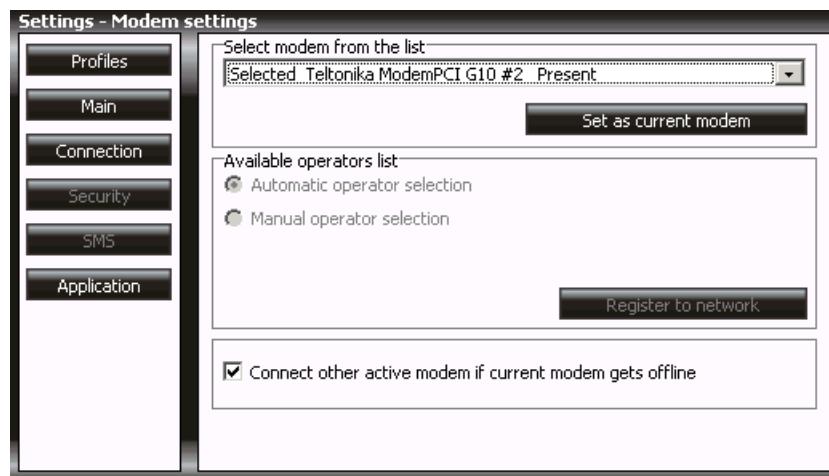 Settings - Modem settings
Profiles
Main
Connection
Security
SMS
Application
Select modem from the list
Selected Teltonika ModemPCI G10 #2 Present
Set as current modem
Available operators list
Automatic operator selection
Manual operator selection
Register to network
Connect other active modem if current modem gets offline